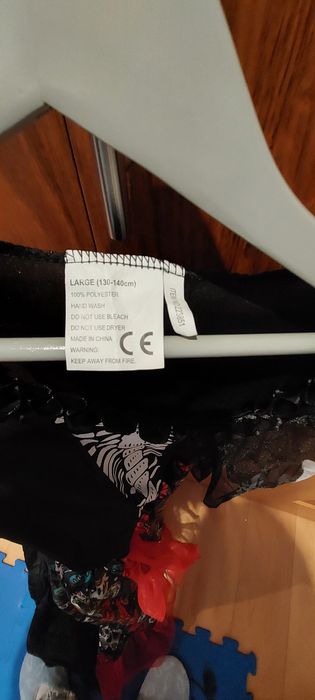 LARGE (130-140cm)
100% POLYESTER
HAND WASH
DO NOT USE BLEACH
DO NOT USE DRYER
MADE IN CHINA
WARNING:
KEEP AWAY FROM FIRE.
CE